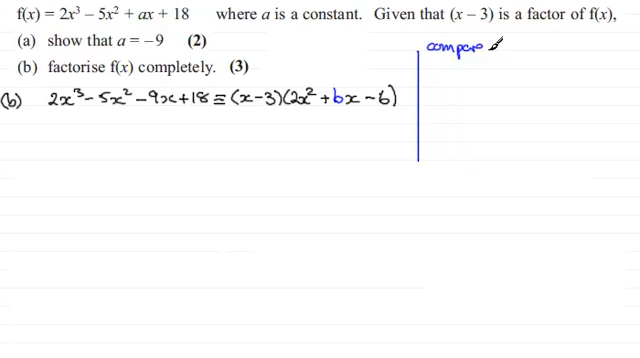 f(x) = 2x³ – 5x² + ax + 18 where a is a constant. Given that (x – 3) is a factor of f(x),
(a) show that a = –9 (2)
(b) factorise f(x) completely. (3)
compare
(b) 2x³ – 5x² – 9x + 18 ≡ (x – 3)(2x² + bx – 6)